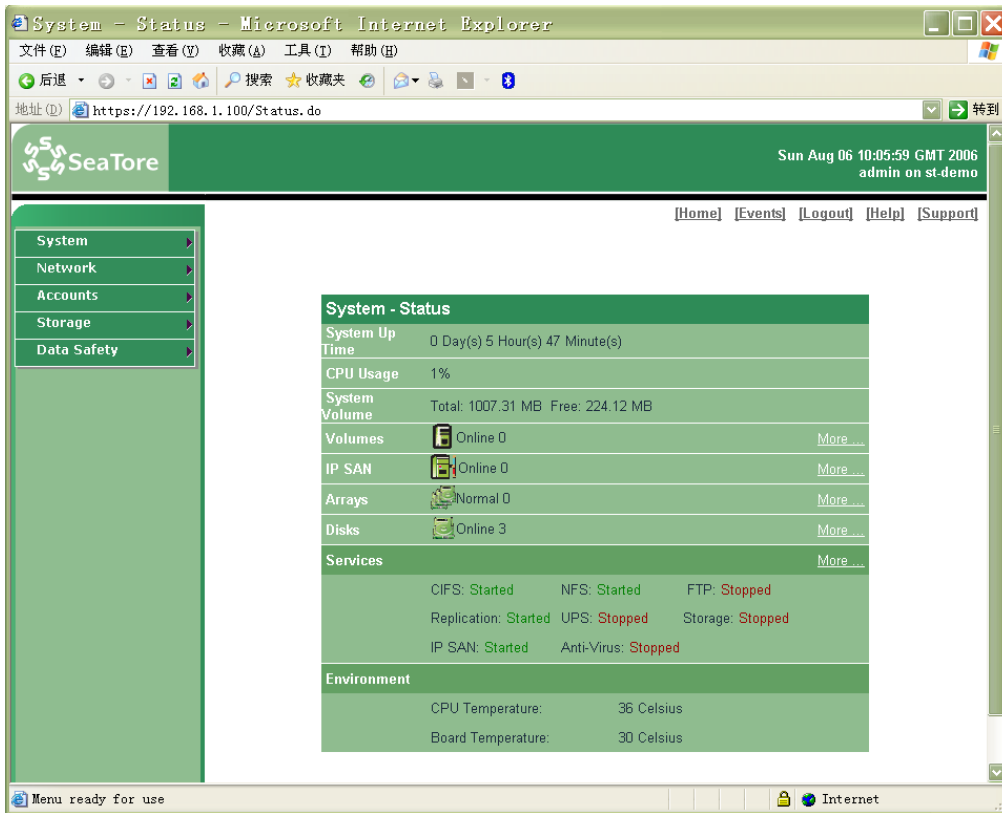 System - Status - Microsoft Internet Explorer
文件(F) 编辑(E) 查看(V) 收藏(A) 工具(T) 帮助(H)
后退 搜索 收藏夹
地址(D) https://192.168.1.100/Status.do 转到
SeaTore
Sun Aug 06 10:05:59 GMT 2006
admin on st-demo
[Home] [Events] [Logout] [Help] [Support]
System
Network
Accounts
Storage
Data Safety
System - Status
System Up Time 0 Day(s) 5 Hour(s) 47 Minute(s)
CPU Usage 1%
System Volume Total: 1007.31 MB Free: 224.12 MB
Volumes Online 0 More ...
IP SAN Online 0 More ...
Arrays Normal 0 More ...
Disks Online 3 More ...
Services More ...
CIFS: Started NFS: Started FTP: Stopped
Replication: Started UPS: Stopped Storage: Stopped
IP SAN: Started Anti-Virus: Stopped
Environment
CPU Temperature: 36 Celsius
Board Temperature: 30 Celsius
Menu ready for use Internet